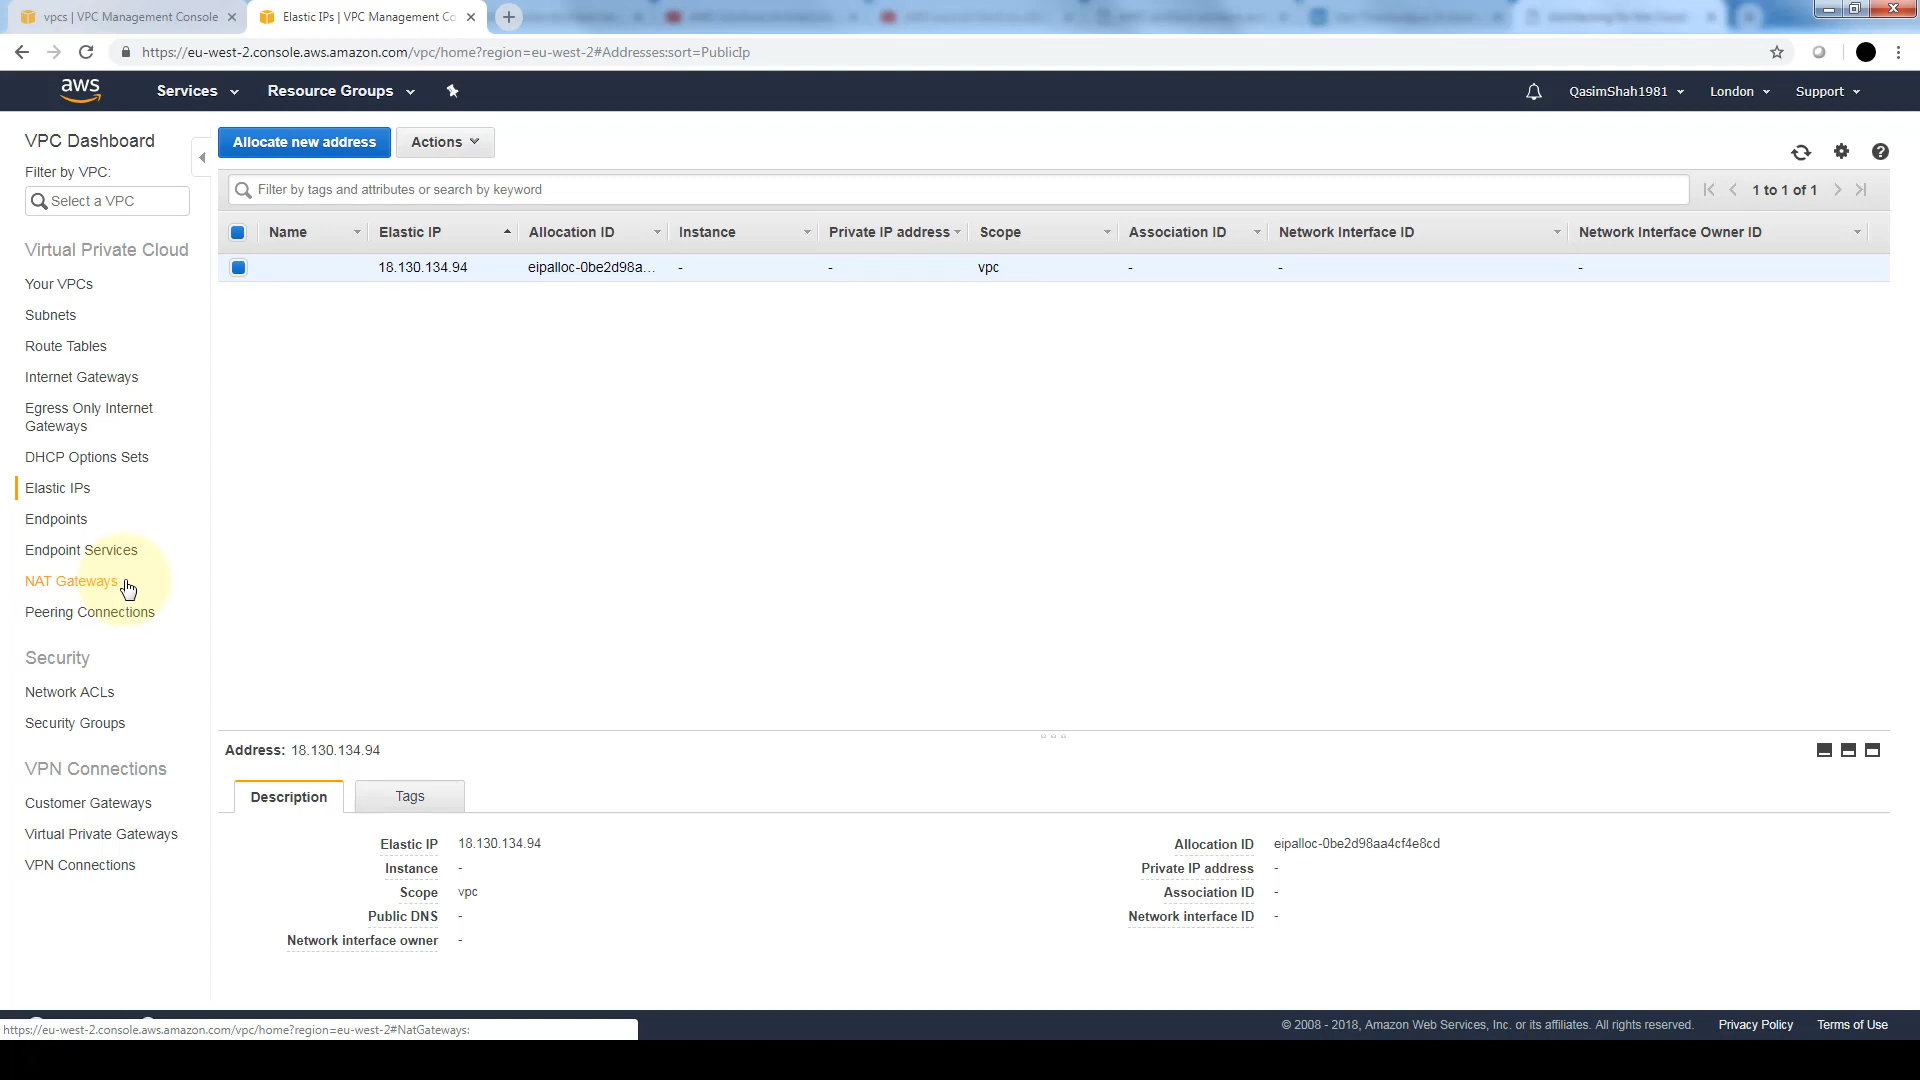 vpcs | VPC Management Console
Elastic IPs | VPC Management Co
https://eu-west-2.console.aws.amazon.com/vpc/home?region=eu-west-2#Addresses:sort=PublicIp
aws
Services
Resource Groups
QasimShah1981
London
Support
VPC Dashboard
Filter by VPC:
Select a VPC
Virtual Private Cloud
Your VPCs
Subnets
Route Tables
Internet Gateways
Egress Only Internet
Gateways
DHCP Options Sets
Elastic IPs
Endpoints
Endpoint Services
NAT Gateways
Peering Connections
Security
Network ACLs
Security Groups
VPN Connections
Customer Gateways
Virtual Private Gateways
VPN Connections
Allocate new address
Actions
Filter by tags and attributes or search by keyword
1 to 1 of 1
Name Elastic IP Allocation ID Instance Private IP address Scope Association ID Network Interface ID Network Interface Owner ID
18.130.134.94 eipalloc-0be2d98a... - - vpc - - -
Address: 18.130.134.94
Description
Tags
Elastic IP 18.130.134.94
Instance -
Scope vpc
Public DNS -
Network interface owner -
Allocation ID eipalloc-0be2d98aa4cf4e8cd
Private IP address -
Association ID -
Network interface ID -
https://eu-west-2.console.aws.amazon.com/vpc/home?region=eu-west-2#NatGateways:
© 2008 - 2018, Amazon Web Services, Inc. or its affiliates. All rights reserved.
Privacy Policy
Terms of Use